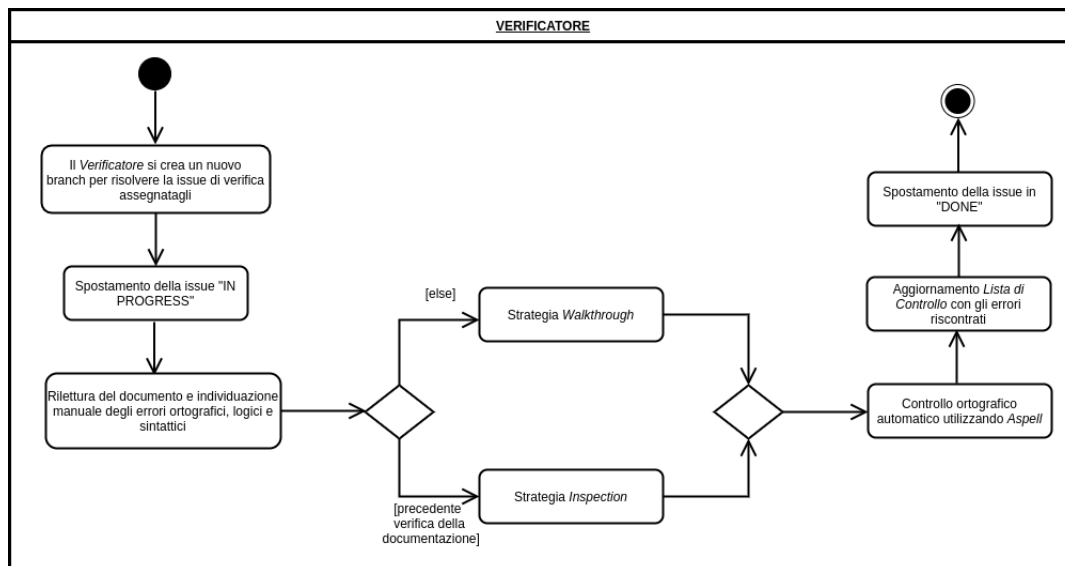 VERIFICATORE
Il Verificatore si crea un nuovo
branch per risolvere la issue di verifica
assegnatagli
Spostamento della issue "IN
PROGRESS"
Rilettura del documento e individuazione
manuale degli errori ortografici, logici e
sintattici
[else]
Strategia Walkthrough
[precedente
verifica della
documentazione]
Strategia Inspection
Controllo ortografico
automatico utilizzando Aspell
Aggiornamento Lista di
Controllo con gli errori
riscontrati
Spostamento della issue in
"DONE"